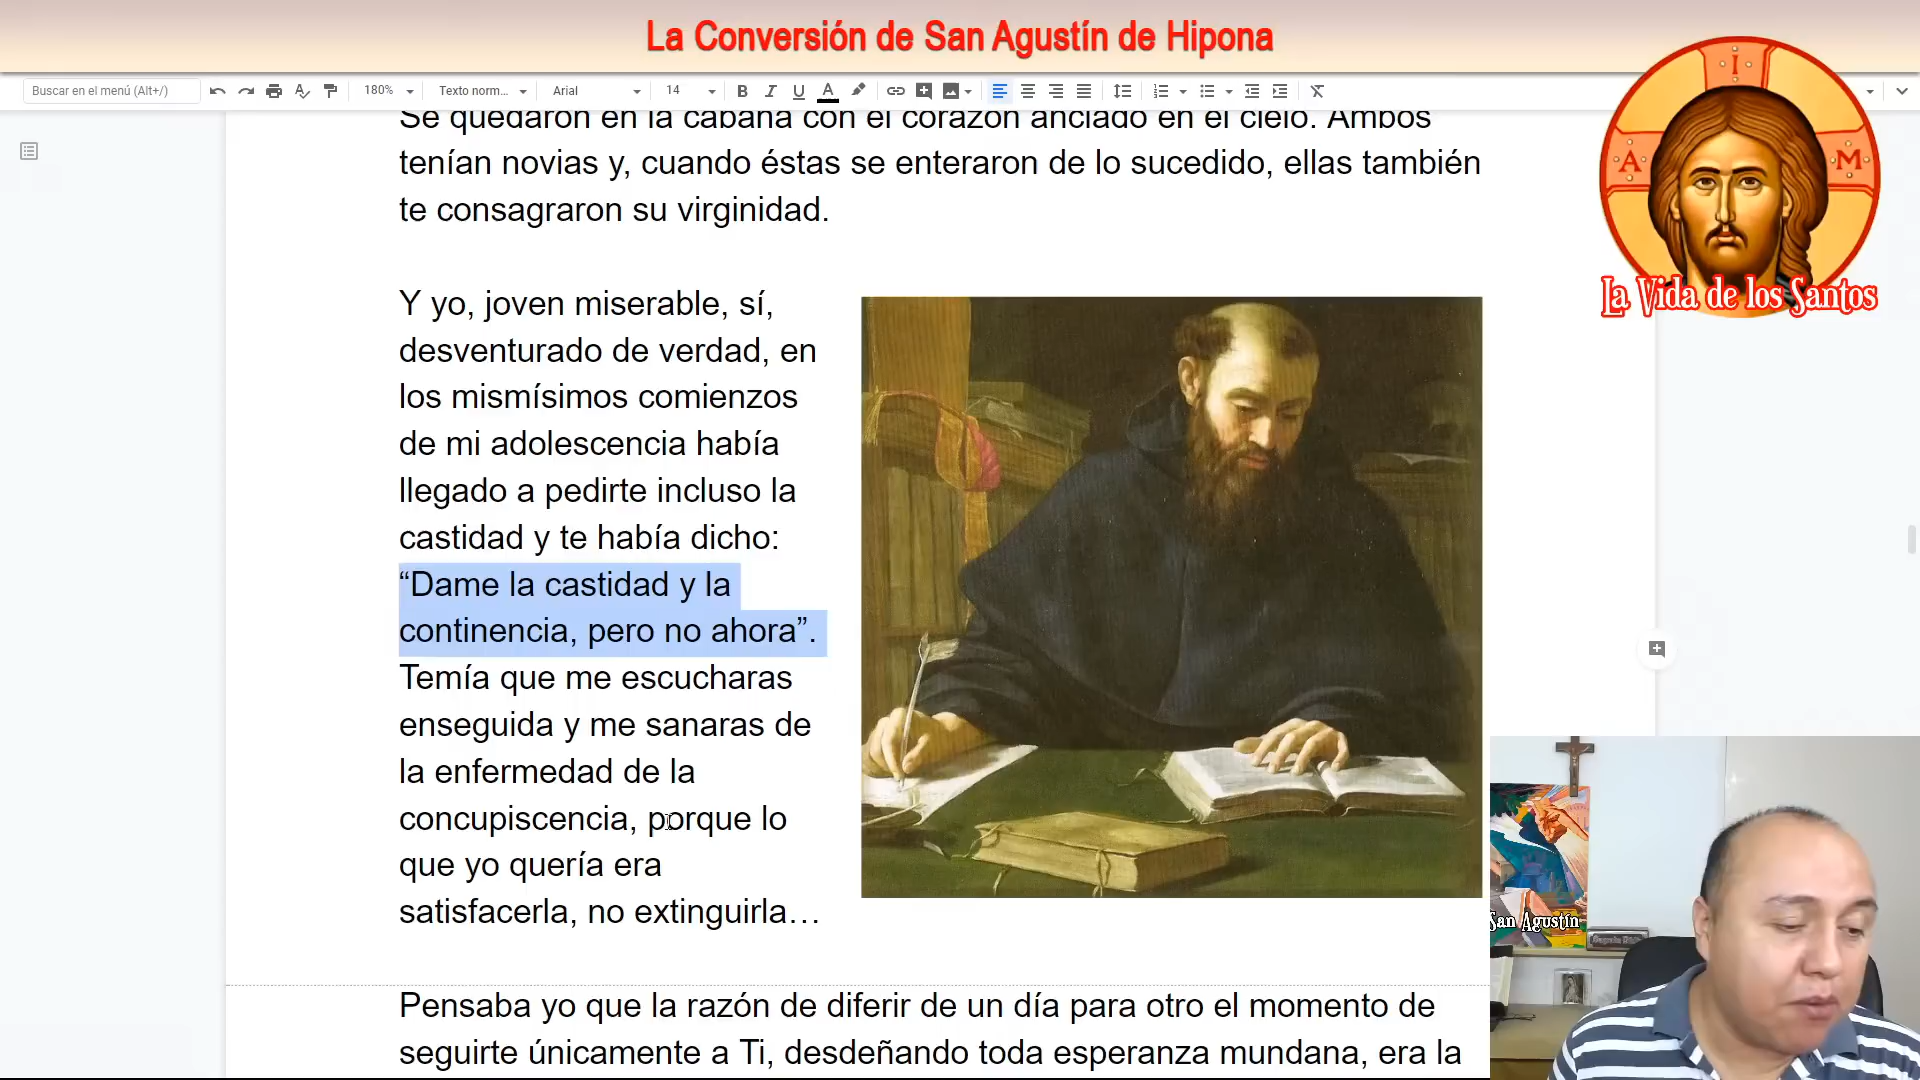 La Conversión de San Agustín de Hipona
Buscar en el menú (Alt+/)
180%
Texto norm...
Arial
14
B I U A
I
A M
La Vida de los Santos
Se quedaron en la cabaña con el corazón anclado en el cielo. Ambos
tenían novias y, cuando éstas se enteraron de lo sucedido, ellas también
te consagraron su virginidad.
Y yo, joven miserable, sí,
desventurado de verdad, en
los mismísimos comienzos
de mi adolescencia había
llegado a pedirte incluso la
castidad y te había dicho:
“Dame la castidad y la
continencia, pero no ahora”.
Temía que me escucharas
enseguida y me sanaras de
la enfermedad de la
concupiscencia, porque lo
que yo quería era
satisfacerla, no extinguirla…
Pensaba yo que la razón de diferir de un día para otro el momento de
seguirte únicamente a Ti, desdeñando toda esperanza mundana, era la
San Agustín